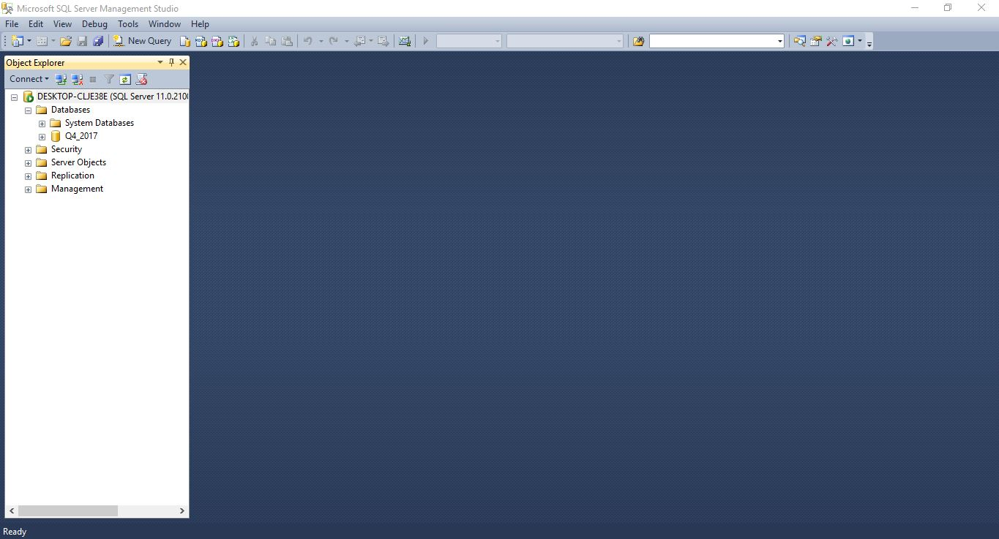 Microsoft SQL Server Management Studio
File Edit View Debug Tools Window Help
New Query
Object Explorer
Connect
DESKTOP-CLJE38E (SQL Server 11.0.210
Databases
System Databases
Q4_2017
Security
Server Objects
Replication
Management
Ready